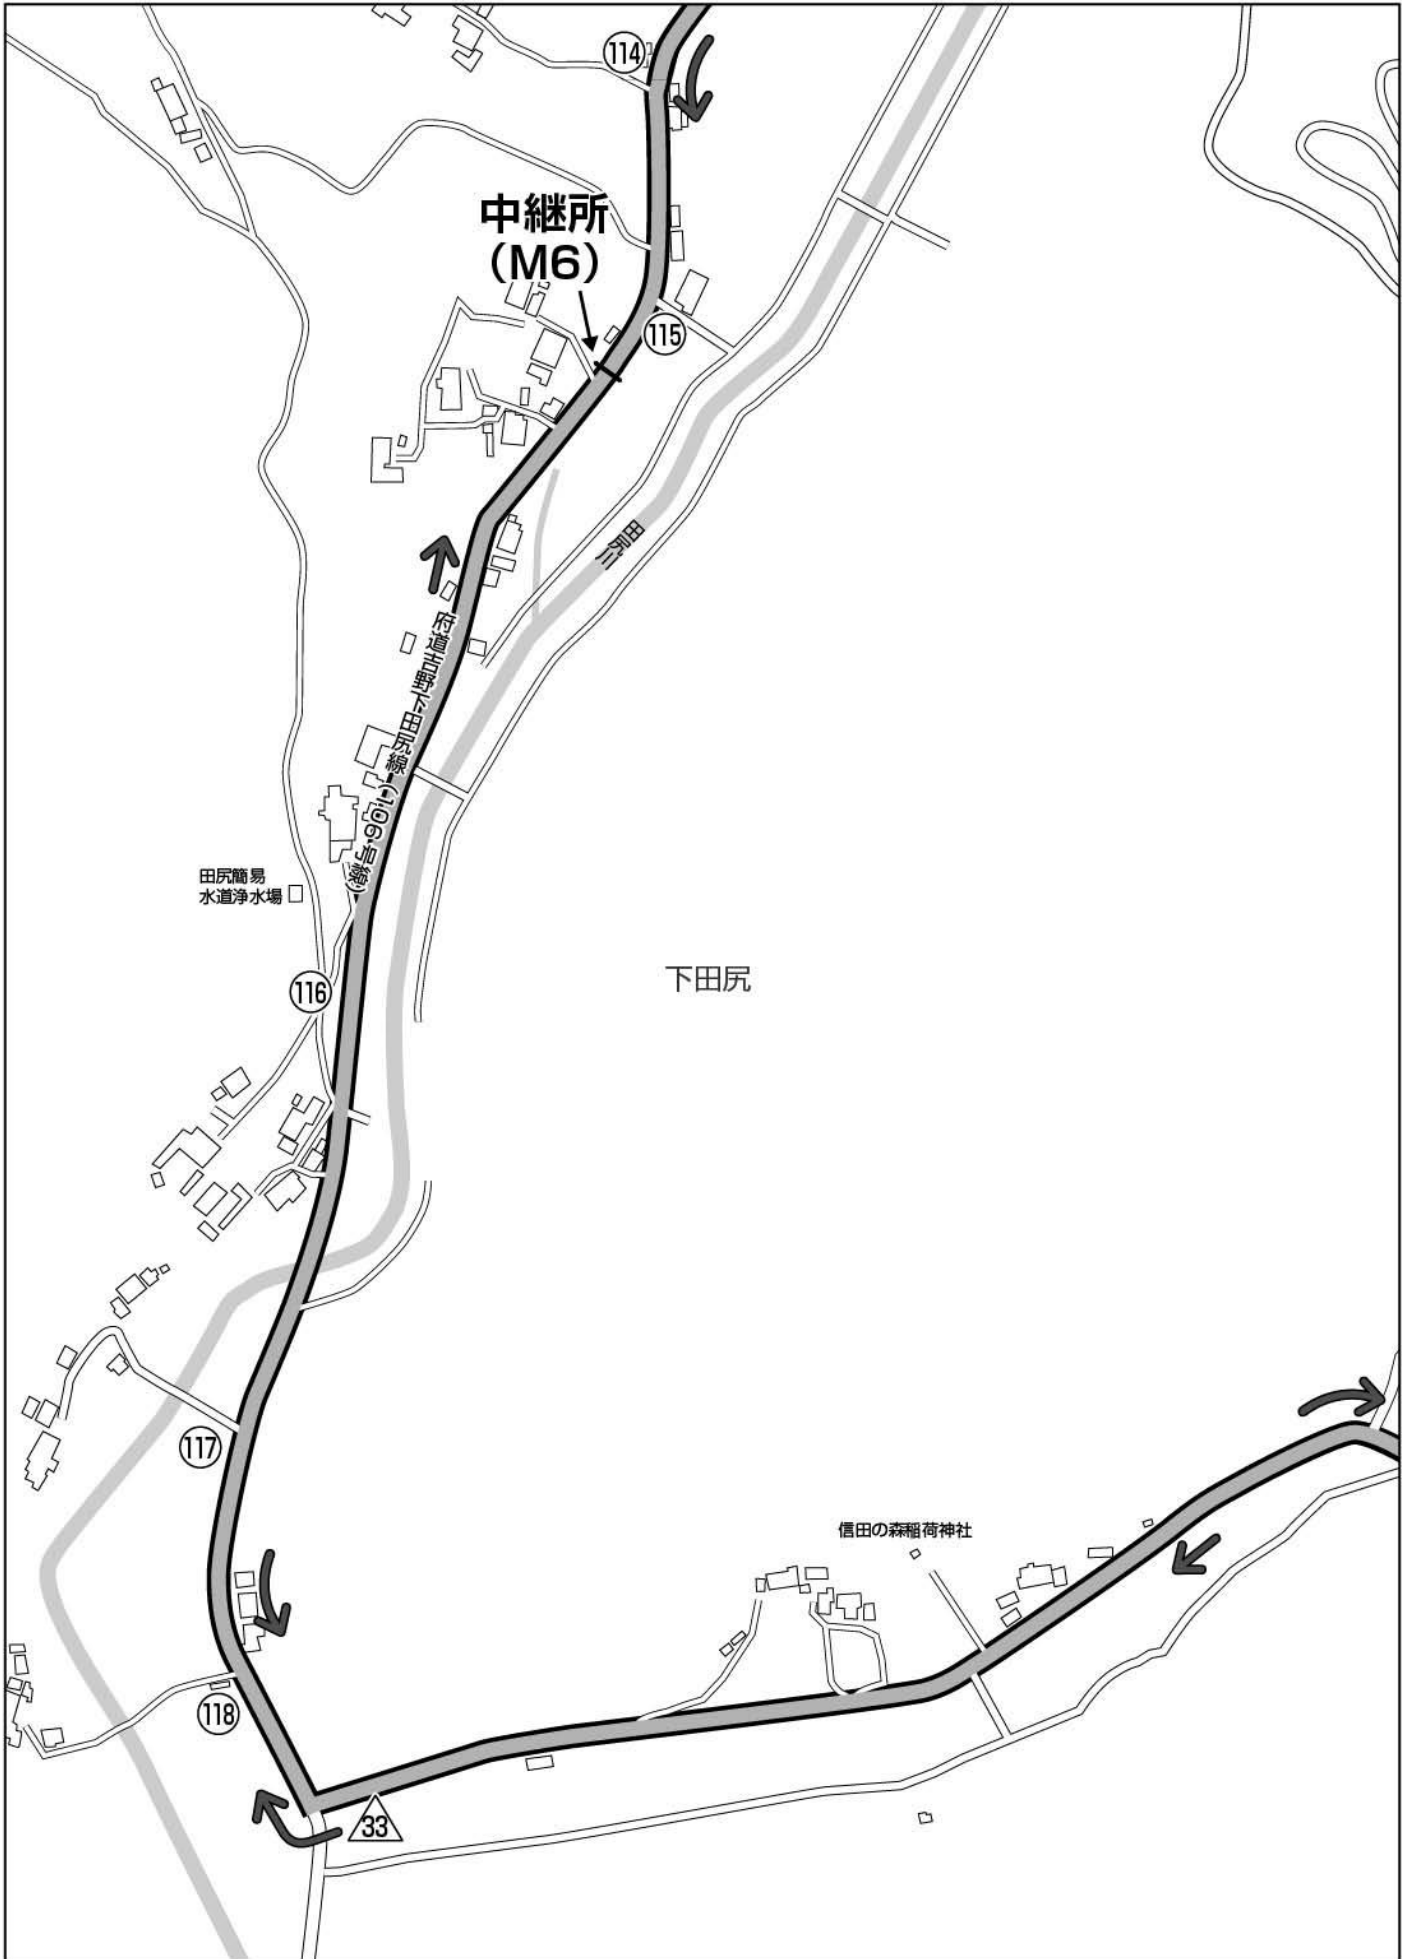 114
中継所
(M6)
115
田尻川
府道吉野下田尻線(106号線)
田尻簡易
水道浄水場
116
下田尻
117
信田の森稲荷神社
118
33